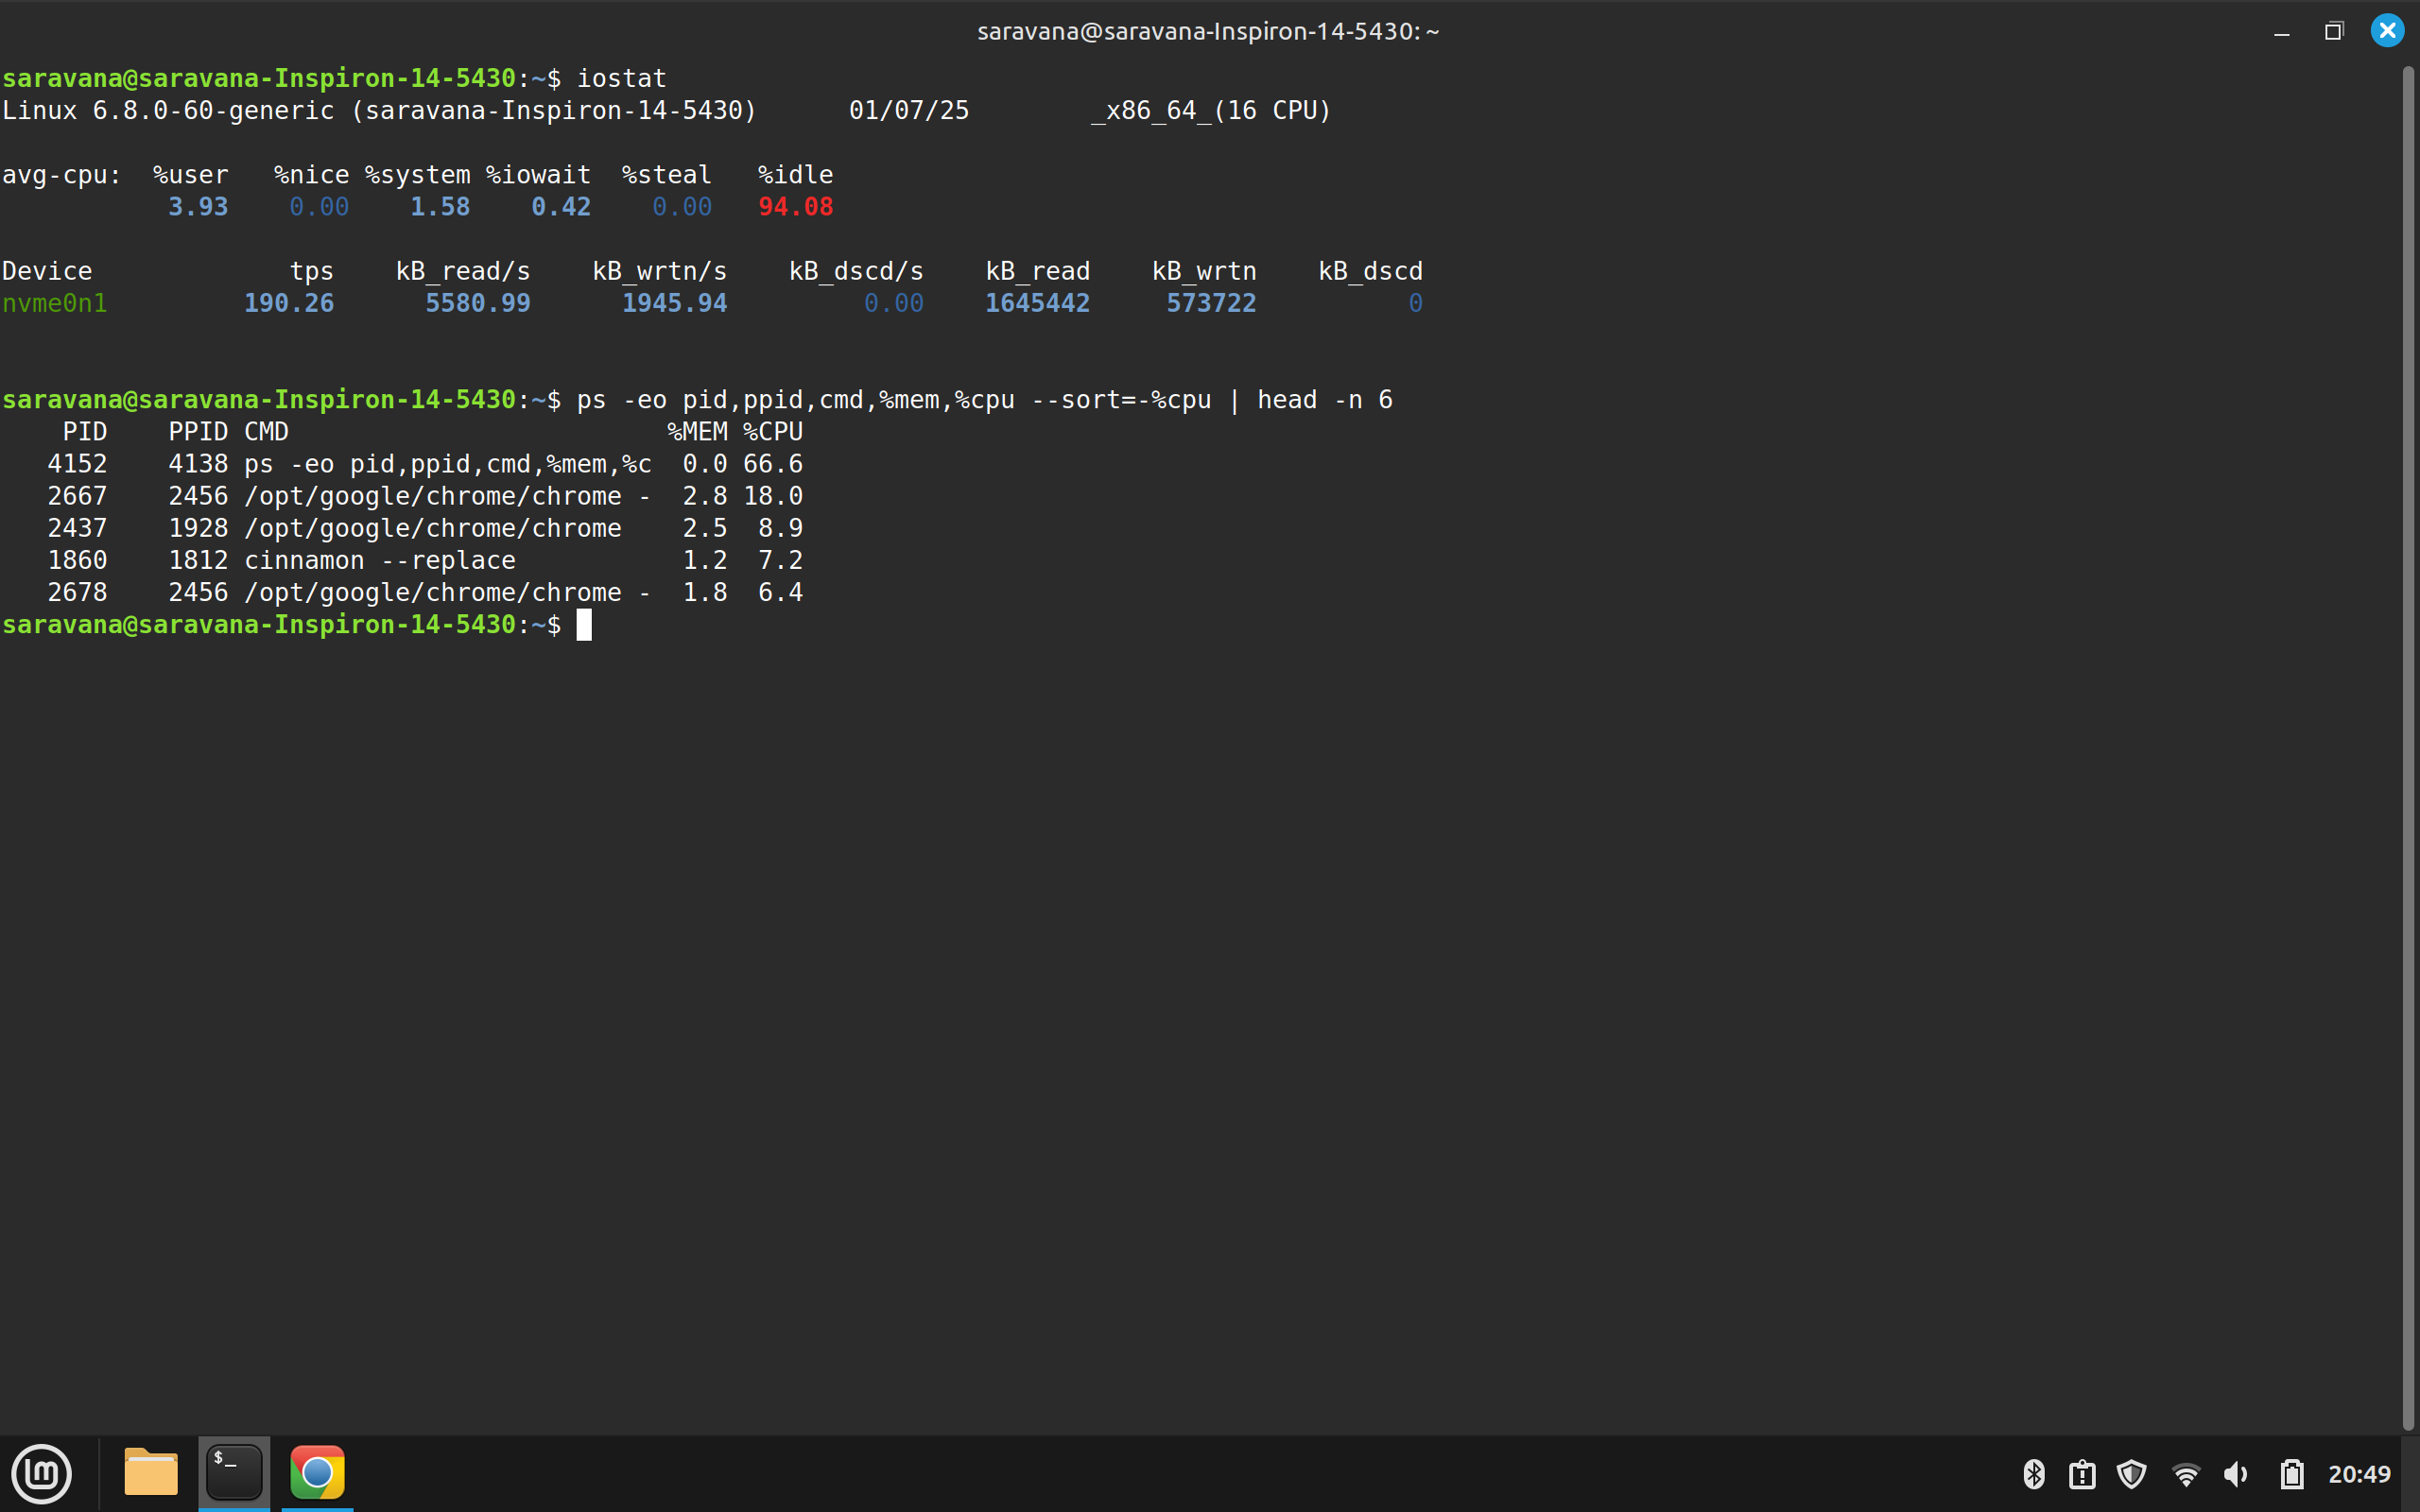 saravana@saravana-Inspiron-14-5430: ~
saravana@saravana-Inspiron-14-5430:~$ iostat
Linux 6.8.0-60-generic (saravana-Inspiron-14-5430)      01/07/25        _x86_64_(16 CPU)
avg-cpu:  %user   %nice %system %iowait  %steal   %idle
           3.93    0.00    1.58    0.42    0.00   94.08
Device             tps    kB_read/s    kB_wrtn/s    kB_dscd/s    kB_read    kB_wrtn    kB_dscd
nvme0n1         190.26      5580.99      1945.94         0.00    1645442     573722          0
saravana@saravana-Inspiron-14-5430:~$ ps -eo pid,ppid,cmd,%mem,%cpu --sort=-%cpu | head -n 6
    PID    PPID CMD                         %MEM %CPU
   4152    4138 ps -eo pid,ppid,cmd,%mem,%c  0.0 66.6
   2667    2456 /opt/google/chrome/chrome -  2.8 18.0
   2437    1928 /opt/google/chrome/chrome    2.5  8.9
   1860    1812 cinnamon --replace           1.2  7.2
   2678    2456 /opt/google/chrome/chrome -  1.8  6.4
saravana@saravana-Inspiron-14-5430:~$
$_
20:49